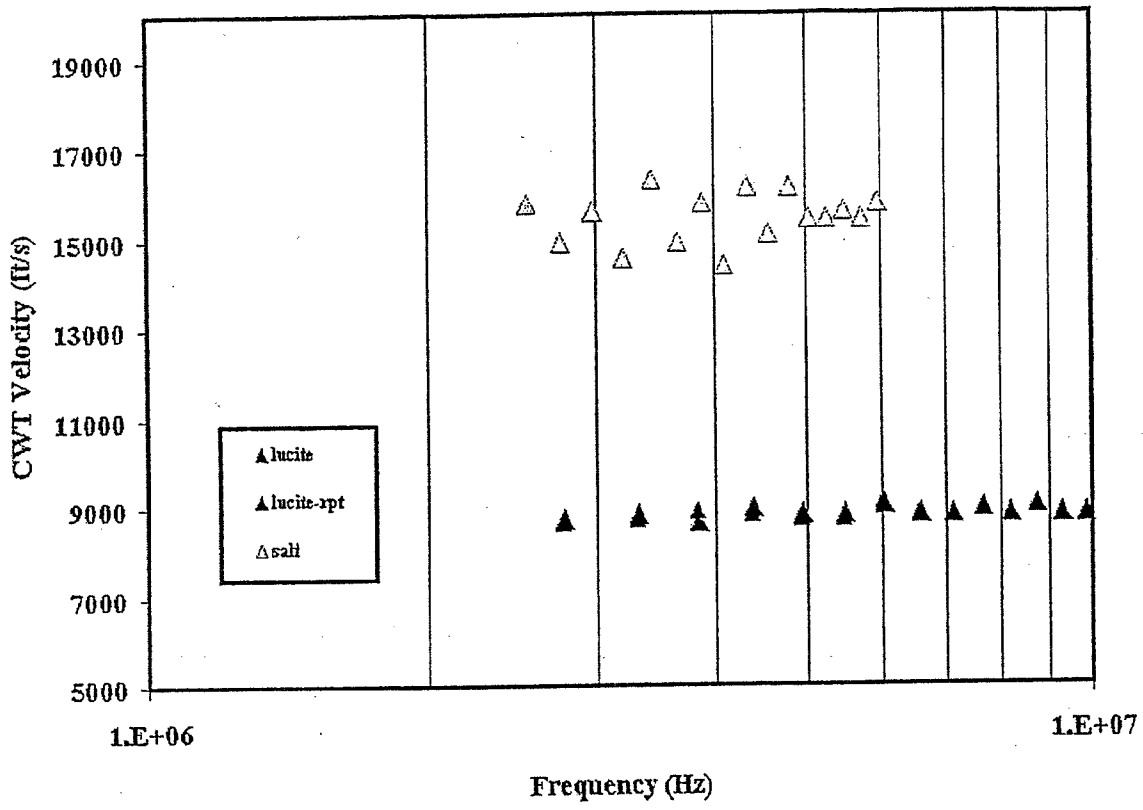 19000
17000
15000
13000
11000
9000
7000
5000
CWT Velocity (ft/s)
lucite
lucite-rpt
salt
1.E+06
1.E+07
Frequency (Hz)